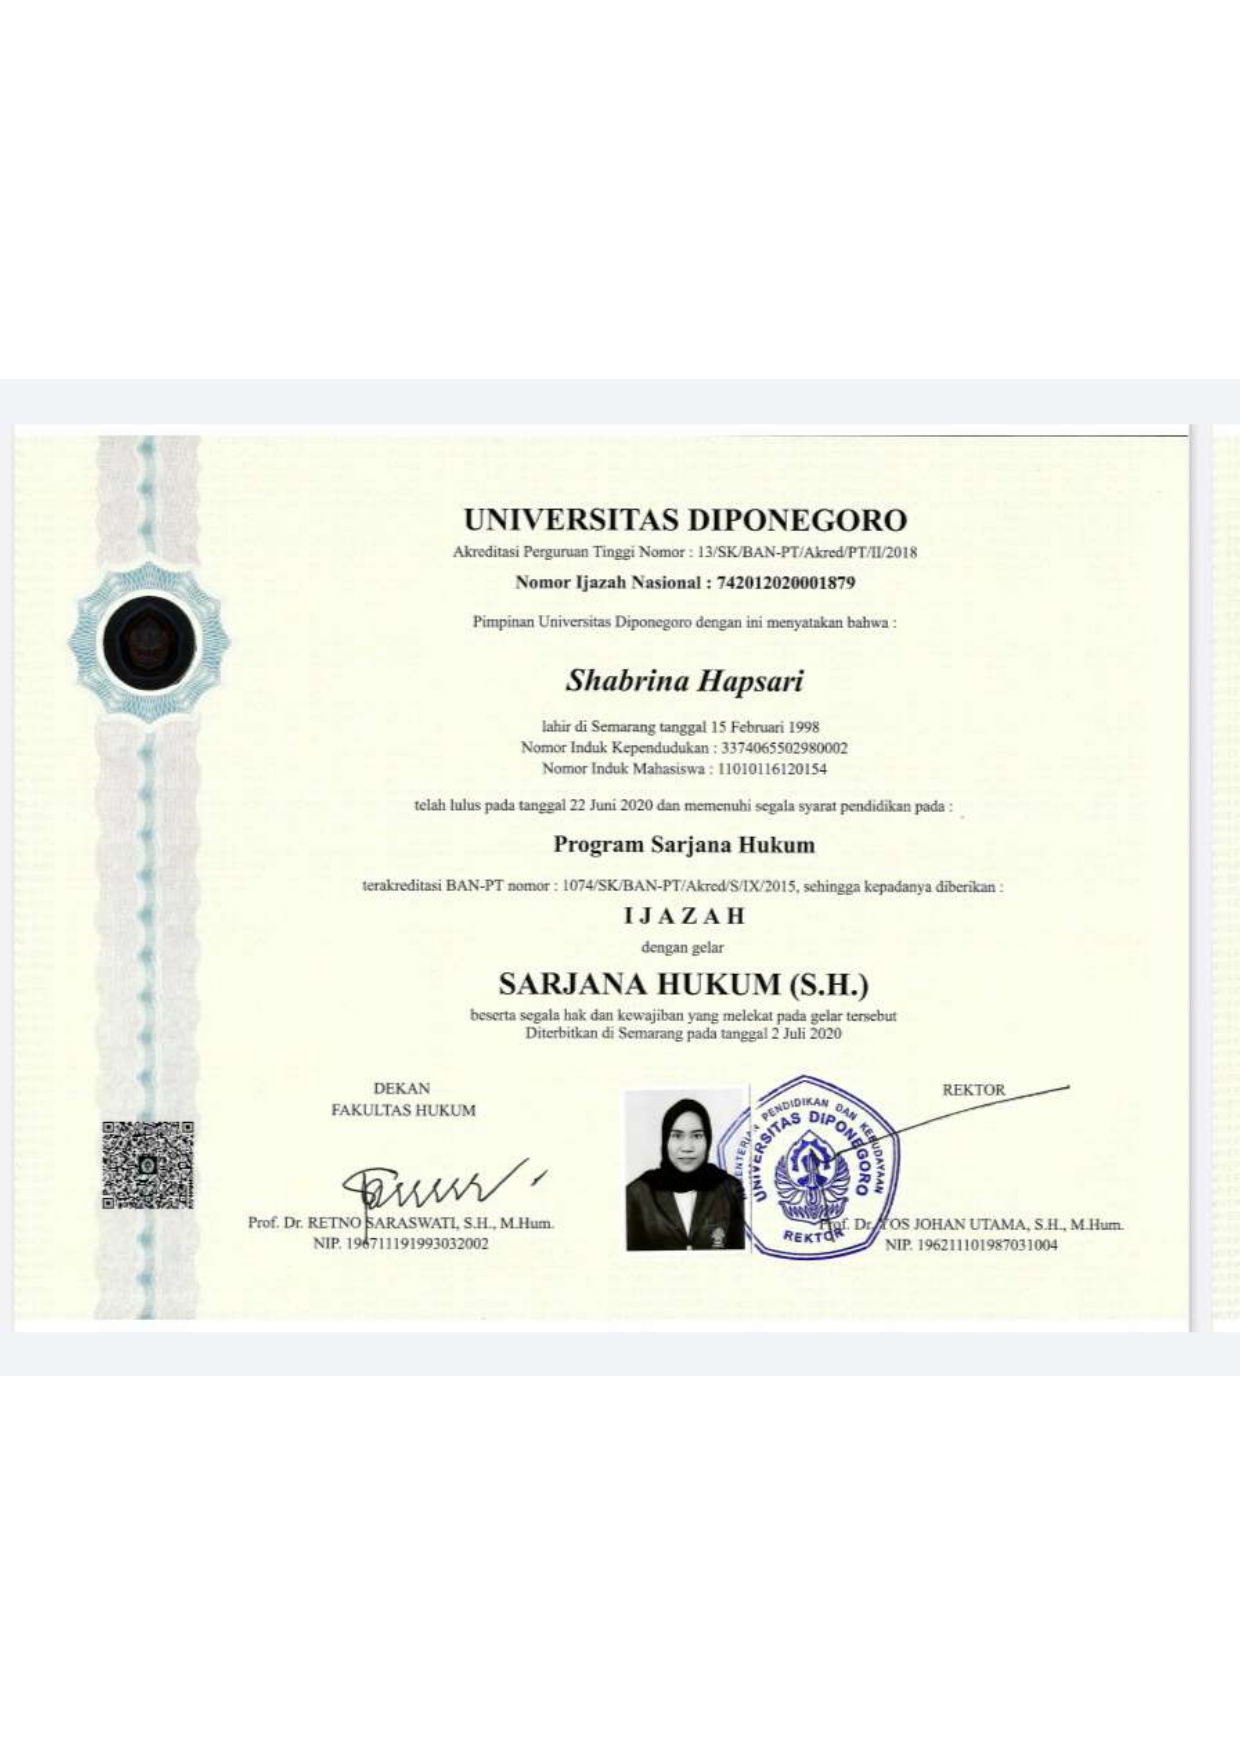 UNIVERSITAS DIPONEGORO
Akreditasi Perguruan Tinggi Nomor : 13/SK/BAN-PT/Akred/PT/II/2018
Nomor Ijazah Nasional : 742012020001879
Pimpinan Universitas Diponegoro dengan ini menyatakan bahwa :
Shabrina Hapsari
lahir di Semarang tanggal 15 Februari 1998
Nomor Induk Kependudukan : 3374065502980002
Nomor Induk Mahasiswa : 11010116120154
telah lulus pada tanggal 22 Juni 2020 dan memenuhi segala syarat pendidikan pada :
Program Sarjana Hukum
terakreditasi BAN-PT nomor : 1074/SK/BAN-PT/Akred/S/IX/2015, sehingga kepadanya diberikan :
I J A Z A H
dengan gelar
SARJANA HUKUM (S.H.)
beserta segala hak dan kewajiban yang melekat pada gelar tersebut
Diterbitkan di Semarang pada tanggal 2 Juli 2020
DEKAN
FAKULTAS HUKUM
Prof. Dr. RETNO SARASWATI, S.H., M.Hum.
NIP. 196711191993032002
PENDIDIKAN DAN KEBUDAYAAN
UNIVERSITAS DIPONEGORO
REKTOR
REKTOR
Prof. Dr. YOS JOHAN UTAMA, S.H., M.Hum.
NIP. 196211101987031004